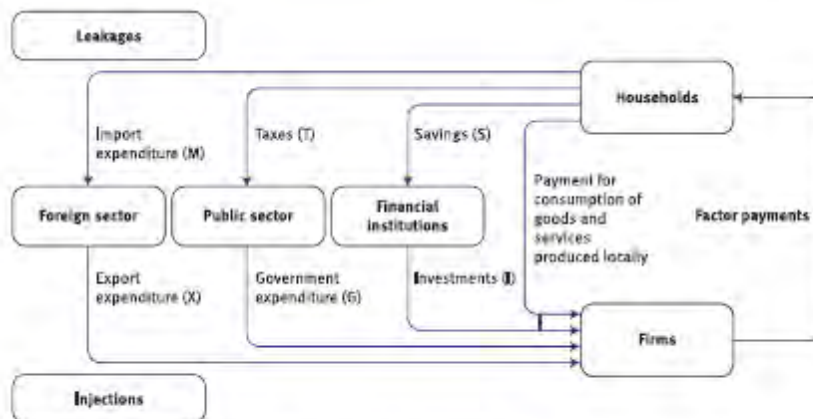 Leakages
Households
Import
expenditure (M)
Taxes (T)
Savings (S)
Payment for
consumption of
goods and
services
produced locally
Factor payments
Foreign sector
Public sector
Financial
institutions
Export
expenditure (X)
Government
expenditure (G)
Investments (I)
Firms
Injections